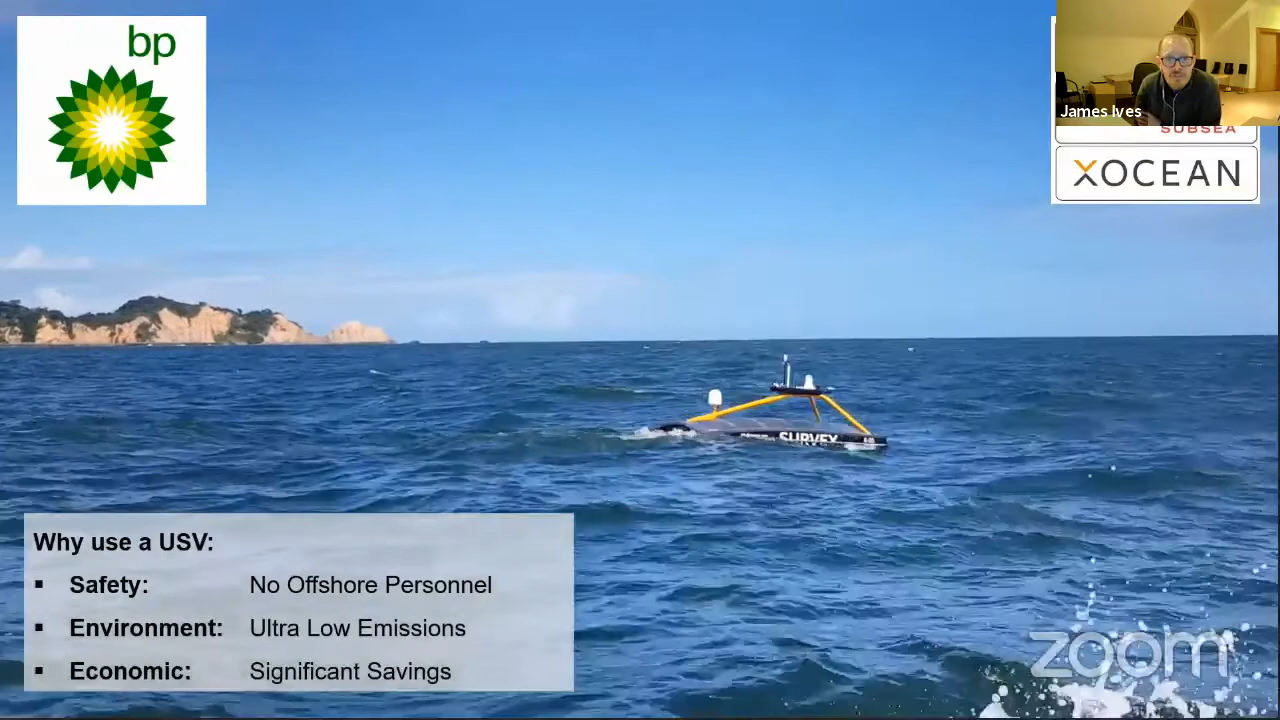 bp
James Ives
SUBSEA
XOCEAN
SURVEY
Why use a USV:
▪ Safety: No Offshore Personnel
▪ Environment: Ultra Low Emissions
▪ Economic: Significant Savings
zoom